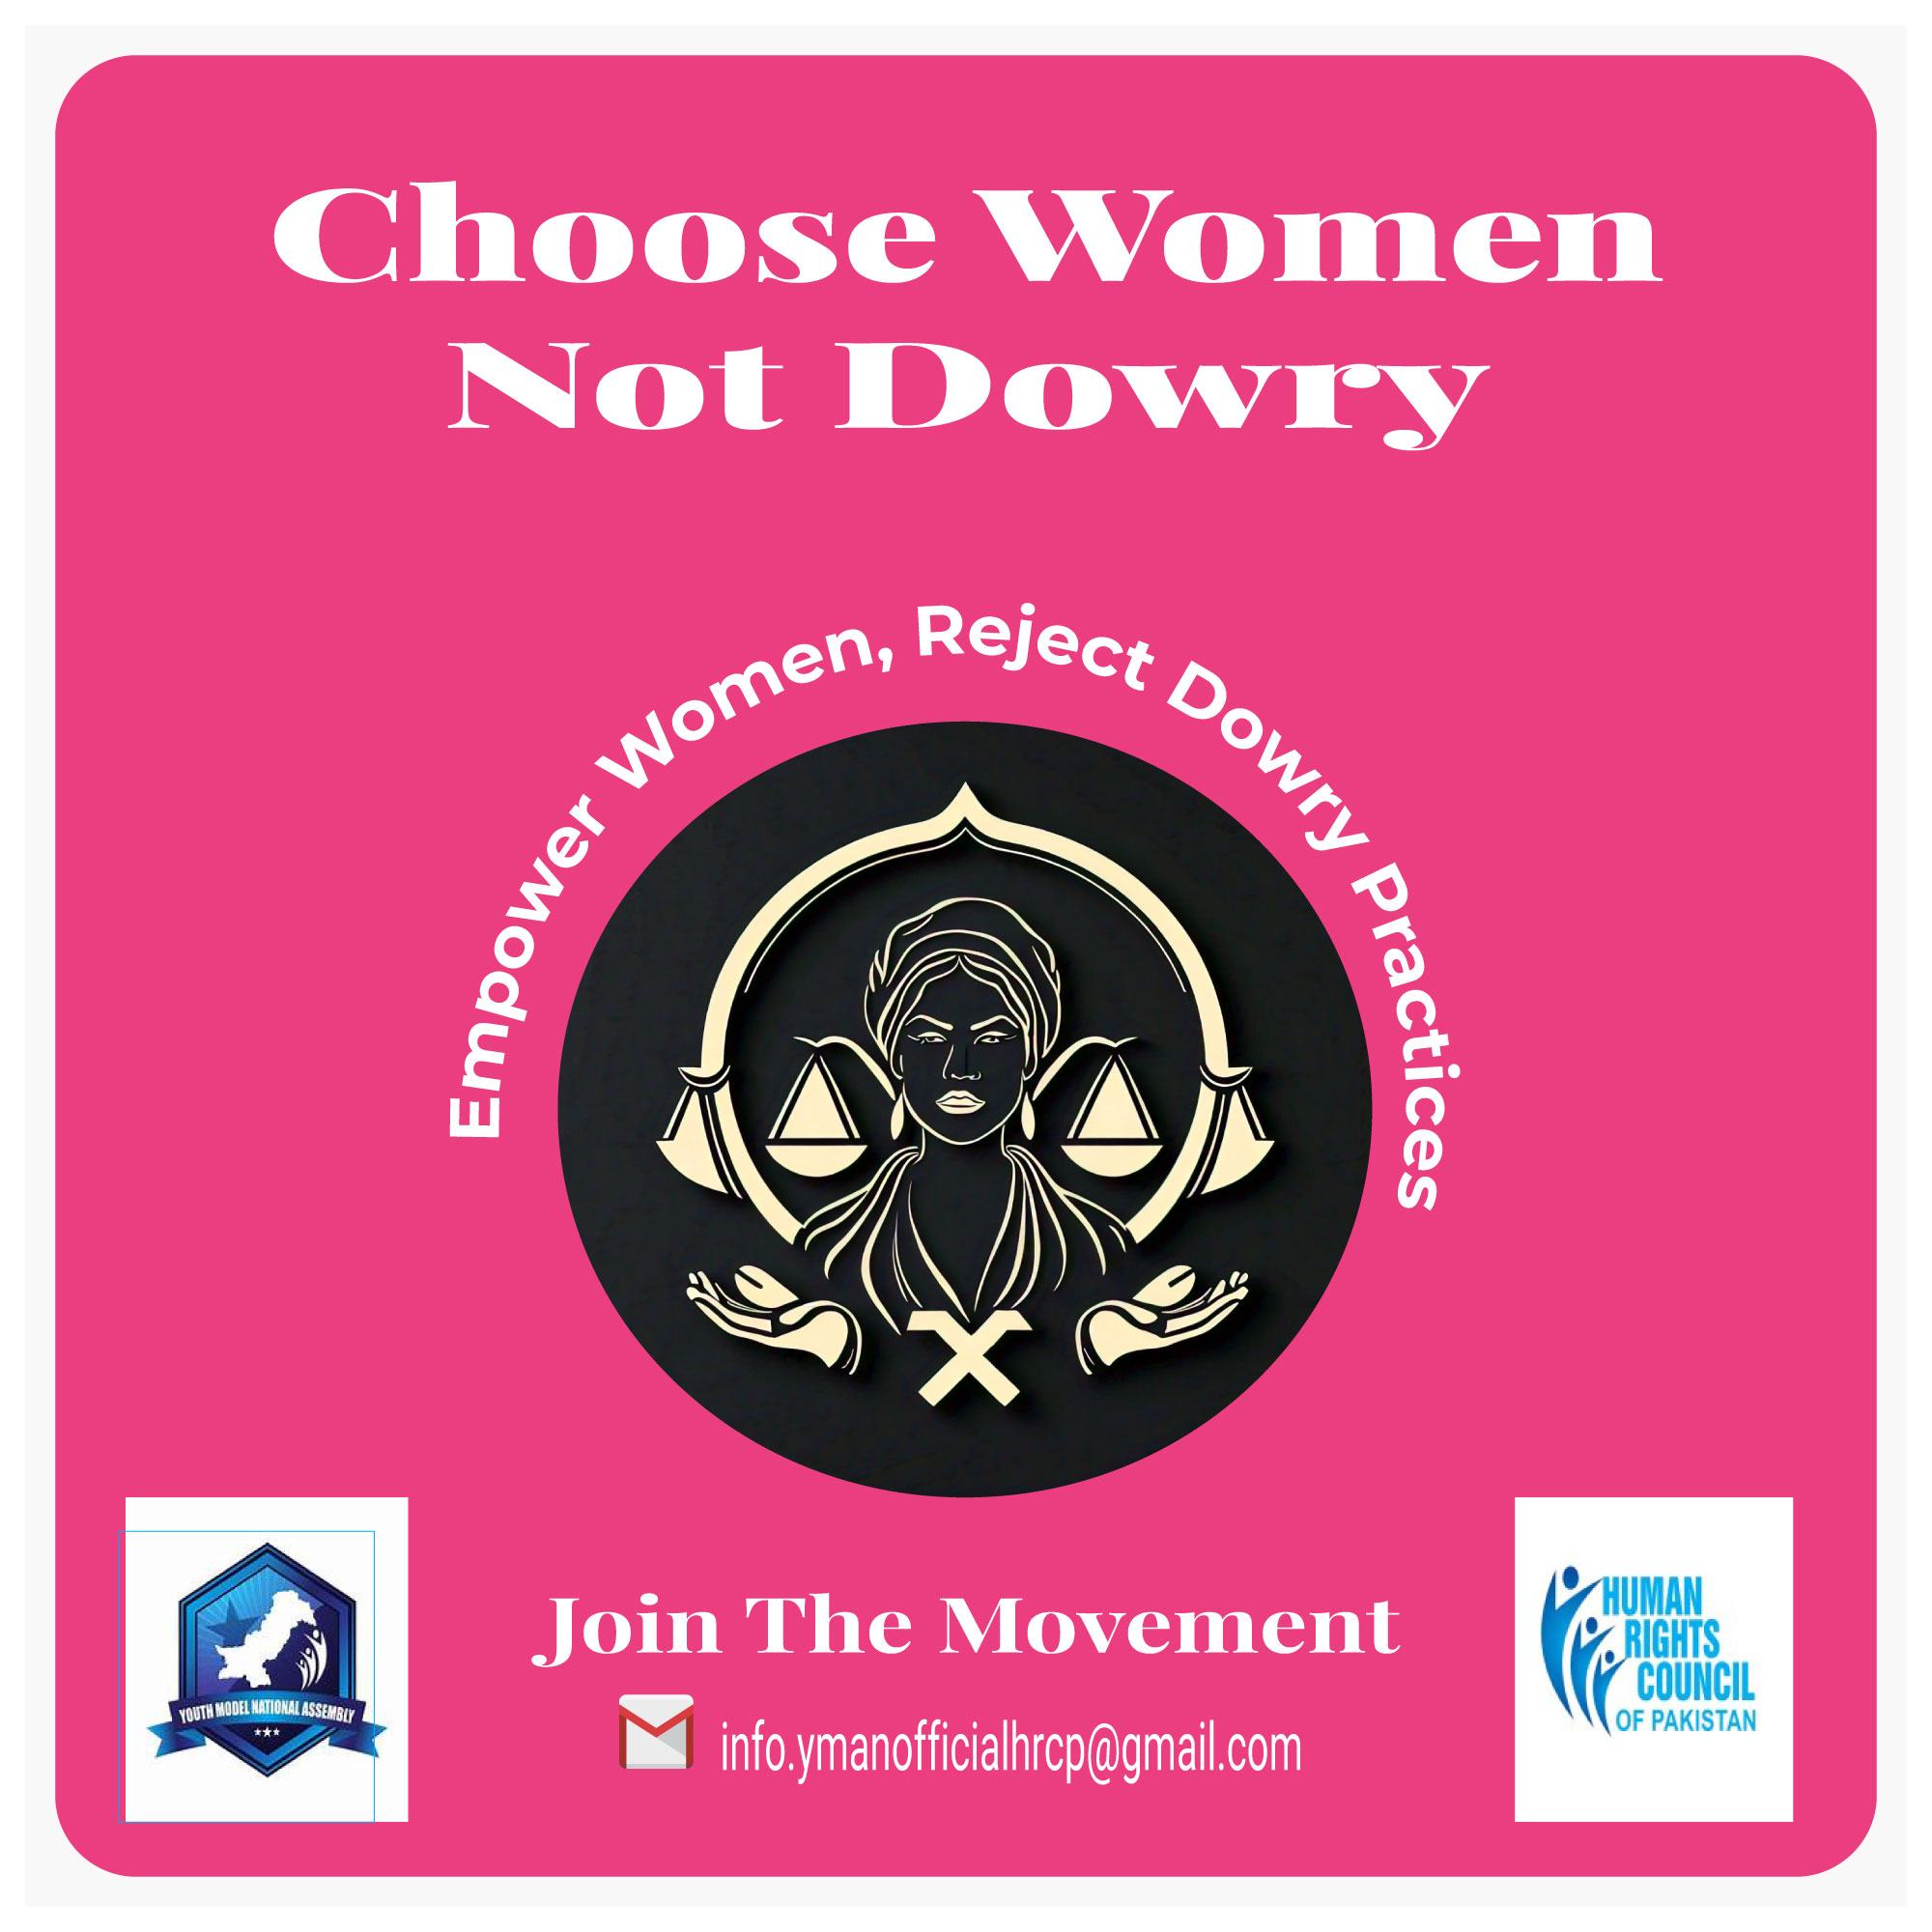 Choose Women
Not Dowry
Empower Women, Reject Dowry Practices
YOUTH MODEL NATIONAL ASSEMBLY
Join The Movement
info.ymanofficialhrcp@gmail.com
HUMAN
RIGHTS
COUNCIL
OF PAKISTAN